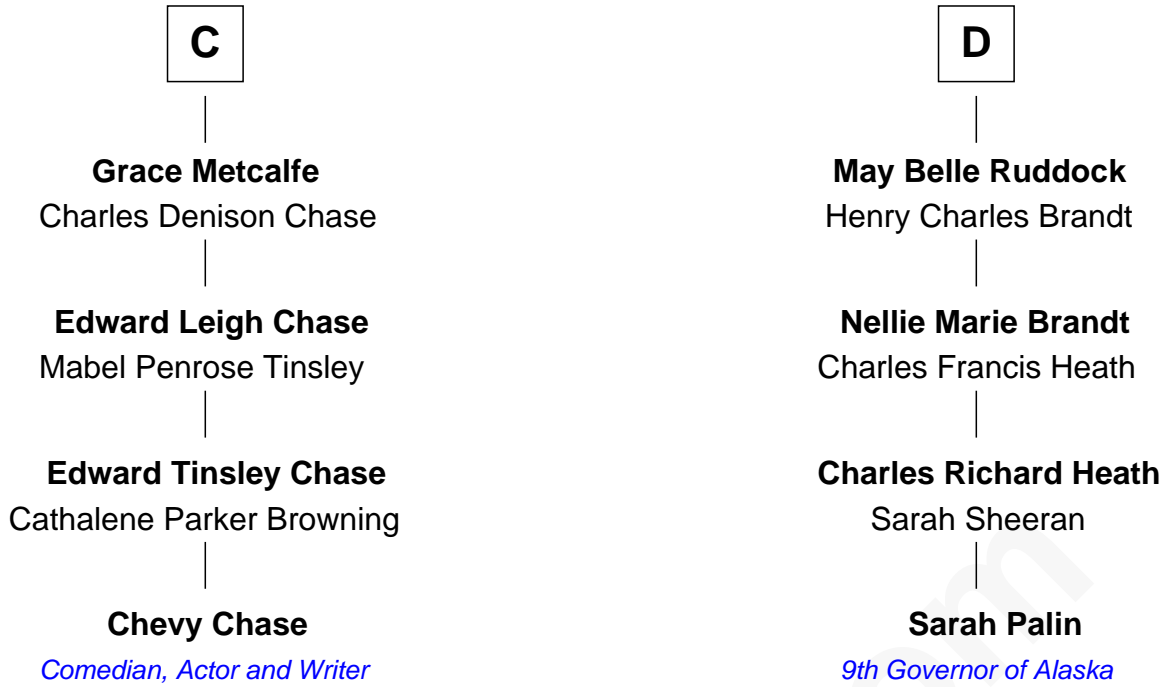 C
Grace Metcalfe
Charles Denison Chase
Edward Leigh Chase
Mabel Penrose Tinsley
Edward Tinsley Chase
Cathalene Parker Browning
Chevy Chase
Comedian, Actor and Writer
D
May Belle Ruddock
Henry Charles Brandt
Nellie Marie Brandt
Charles Francis Heath
Charles Richard Heath
Sarah Sheeran
Sarah Palin
9th Governor of Alaska